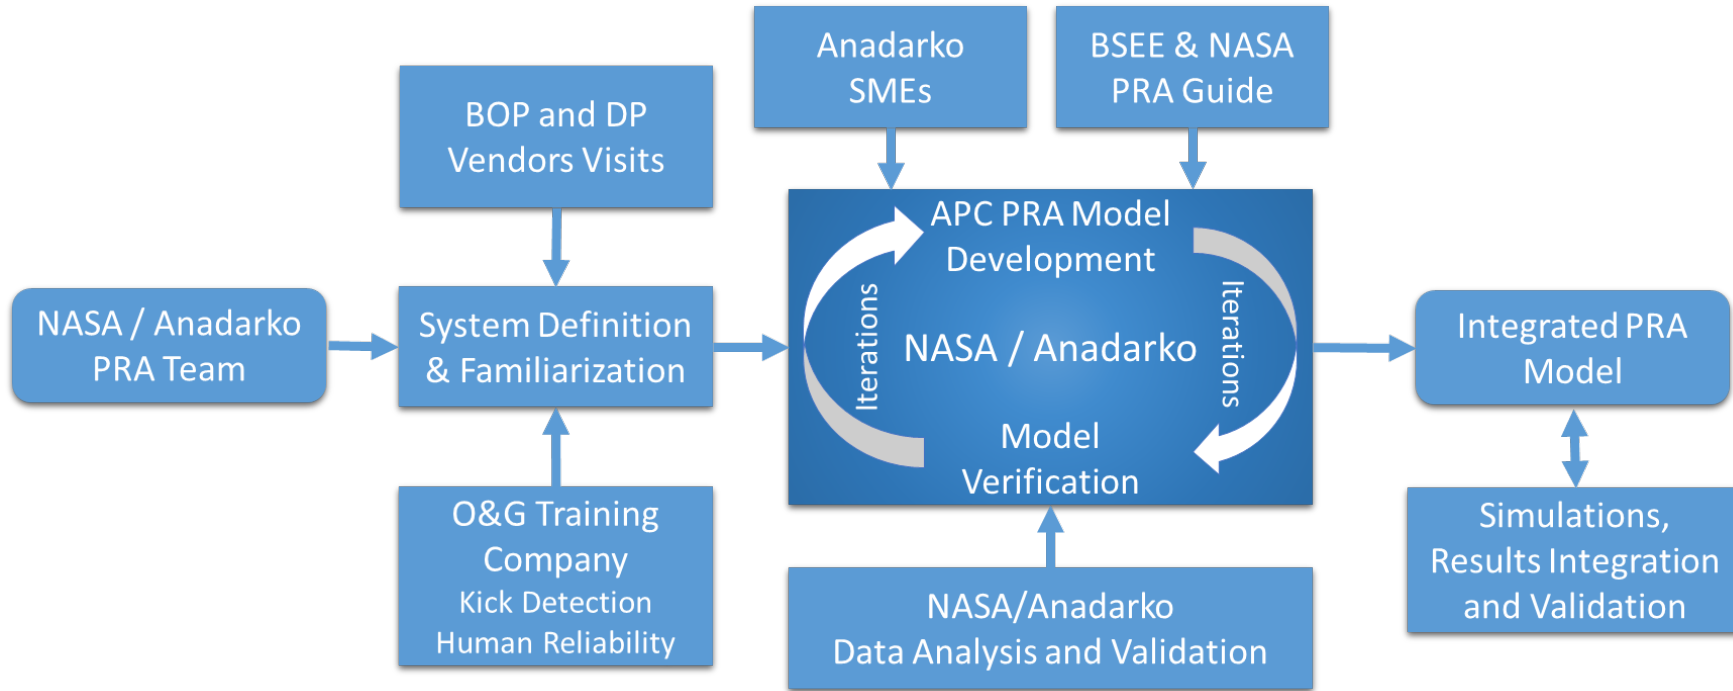 Anadarko
SMEs
BSEE & NASA
PRA Guide
BOP and DP
Vendors Visits
NASA / Anadarko
PRA Team
System Definition
& Familiarization
APC PRA Model
Development
Iterations
NASA / Anadarko
Iterations
Model
Verification
Integrated PRA
Model
O&G Training
Company
Kick Detection
Human Reliability
NASA/Anadarko
Data Analysis and Validation
Simulations,
Results Integration
and Validation